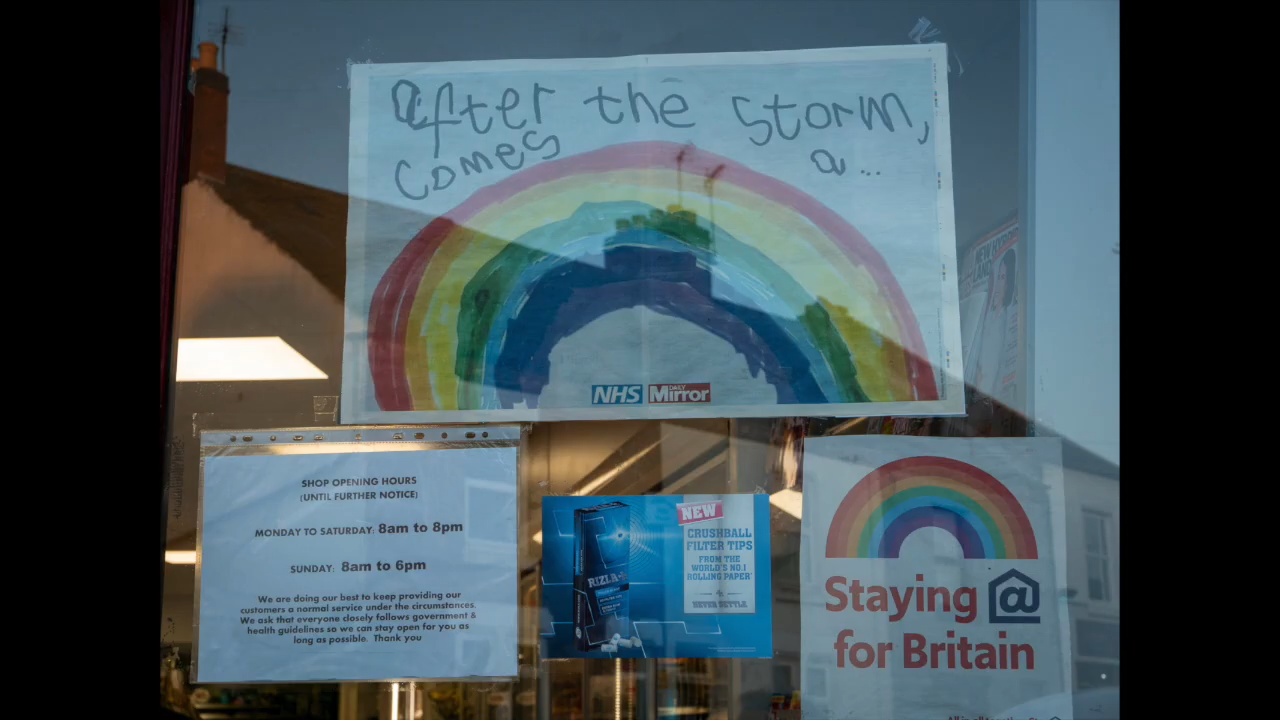 After the storm,
comes a...
NHS DAILY Mirror
SHOP OPENING HOURS
(UNTIL FURTHER NOTICE)
MONDAY TO SATURDAY: 8am to 8pm
SUNDAY: 8am to 6pm
We are doing our best to keep providing our
customers a normal service under the circumstances.
We ask that everyone closely follows government &
health guidelines so we can stay open for you as
long as possible. Thank you
NEW
CRUSHBALL
FILTER TIPS
FROM THE
WORLD'S NO.1
ROLLING PAPER*
NEVER SETTLE
RIZLA
Staying @
for Britain